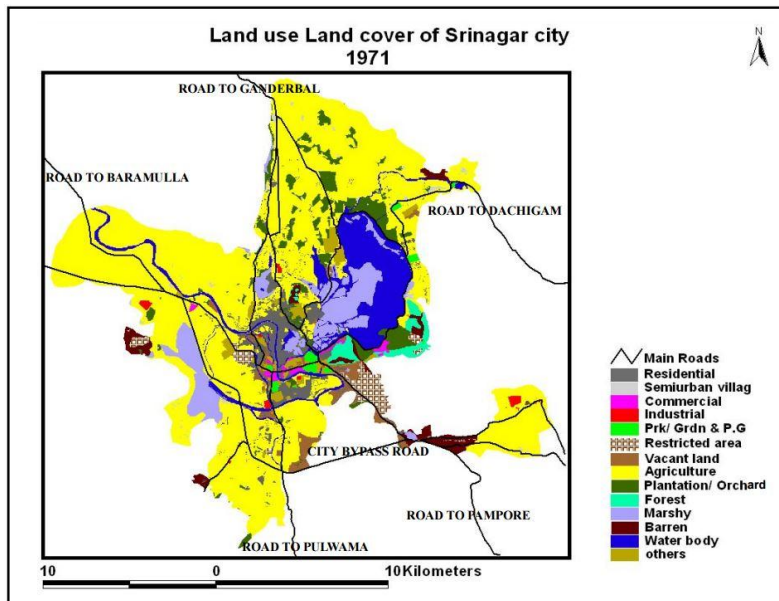 Land use Land cover of Srinagar city
1971
N
ROAD TO GANDERBAL
ROAD TO BARAMULLA
ROAD TO DACHIGAM
CITY BYPASS ROAD
ROAD TO PAMPORE
ROAD TO PULWAMA
Main Roads
Residential
Semiurban villag
Commercial
Industrial
Prk/ Grdn & P.G
Restricted area
Vacant land
Agriculture
Plantation/ Orchard
Forest
Marshy
Barren
Water body
others
10 0 10 Kilometers